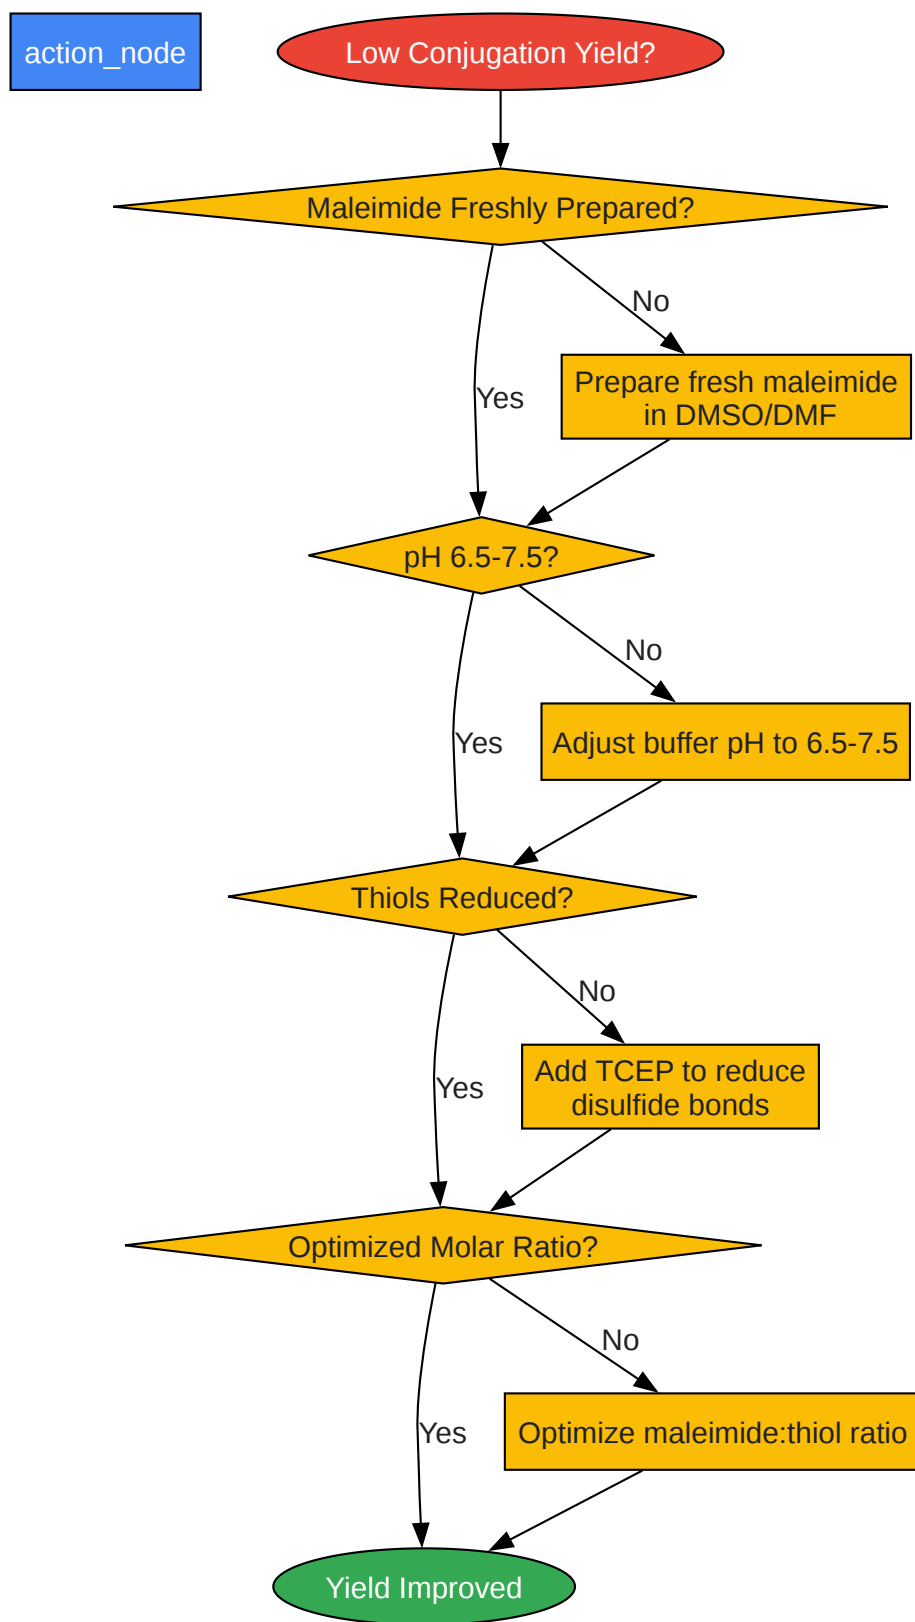 action_node
Low Conjugation Yield?
Maleimide Freshly Prepared?
No
Prepare fresh maleimide
in DMSO/DMF
Yes
pH 6.5-7.5?
No
Adjust buffer pH to 6.5-7.5
Yes
Thiols Reduced?
No
Add TCEP to reduce
disulfide bonds
Yes
Optimized Molar Ratio?
No
Optimize maleimide:thiol ratio
Yes
Yield Improved